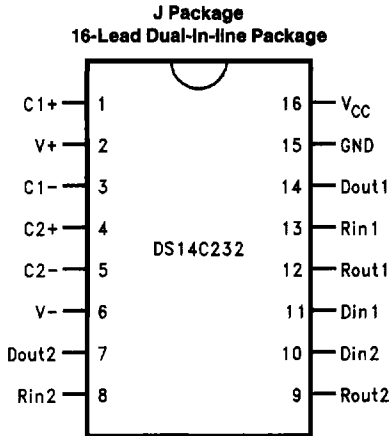 J Package
16-Lead Dual-In-line Package
C1+ 1 16 VCC
V+ 2 15 GND
C1- 3 14 Dout1
C2+ 4 13 Rin1
DS14C232
C2- 5 12 Rout1
V- 6 11 Din1
Dout2 7 10 Din2
Rin2 8 9 Rout2